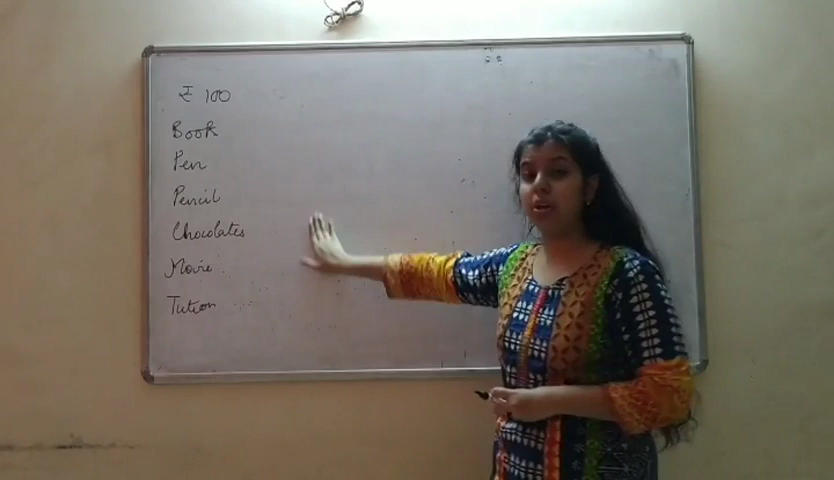 ₹ 100
Book
Pen
Pencil
Chocolates
Movie
Tution